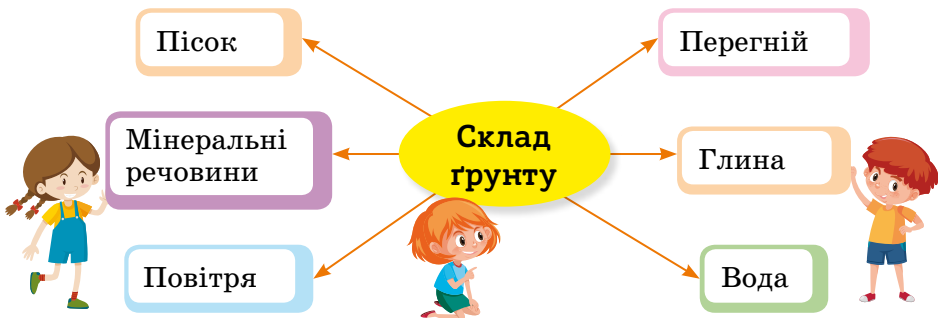 Пісок
Перегній
Склад
ґрунту
Мінеральні
речовини
Глина
Повітря
Вода